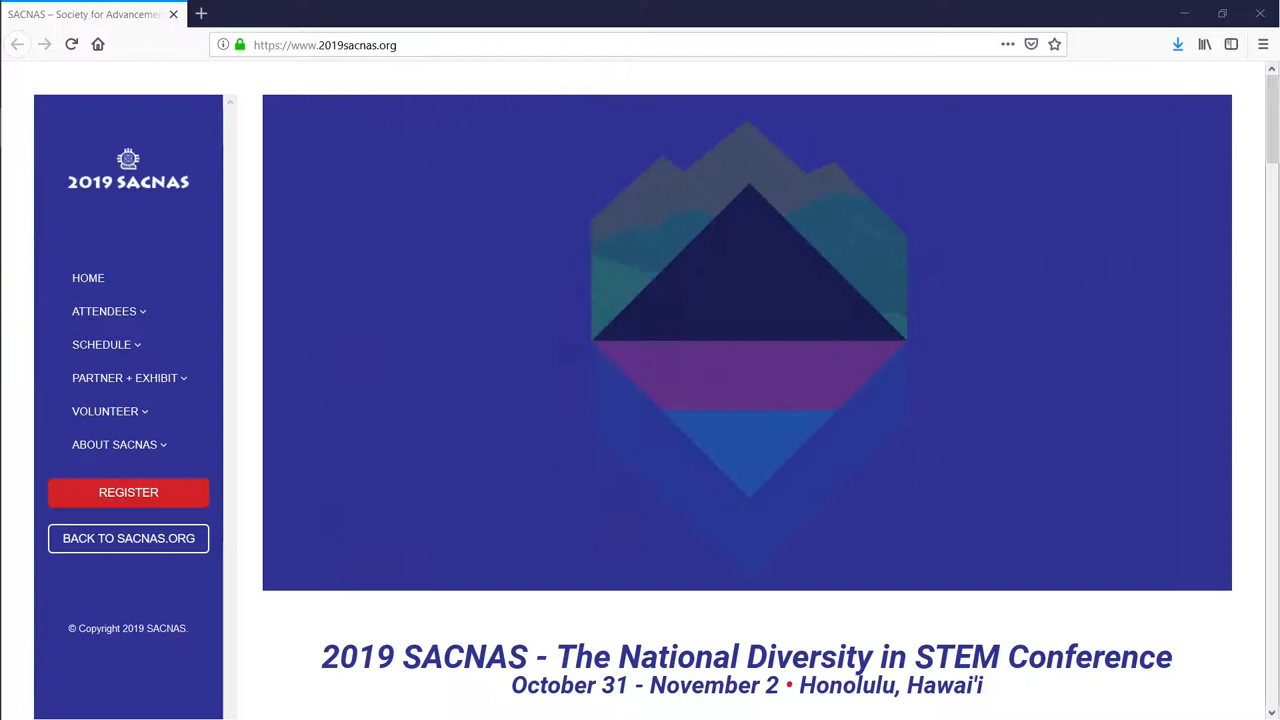 SACNAS – Society for Advancemen
https://www.2019sacnas.org
2019 SACNAS
HOME
ATTENDEES
SCHEDULE
PARTNER + EXHIBIT
VOLUNTEER
ABOUT SACNAS
REGISTER
BACK TO SACNAS.ORG
© Copyright 2019 SACNAS.
2019 SACNAS - The National Diversity in STEM Conference
October 31 - November 2 • Honolulu, Hawai'i